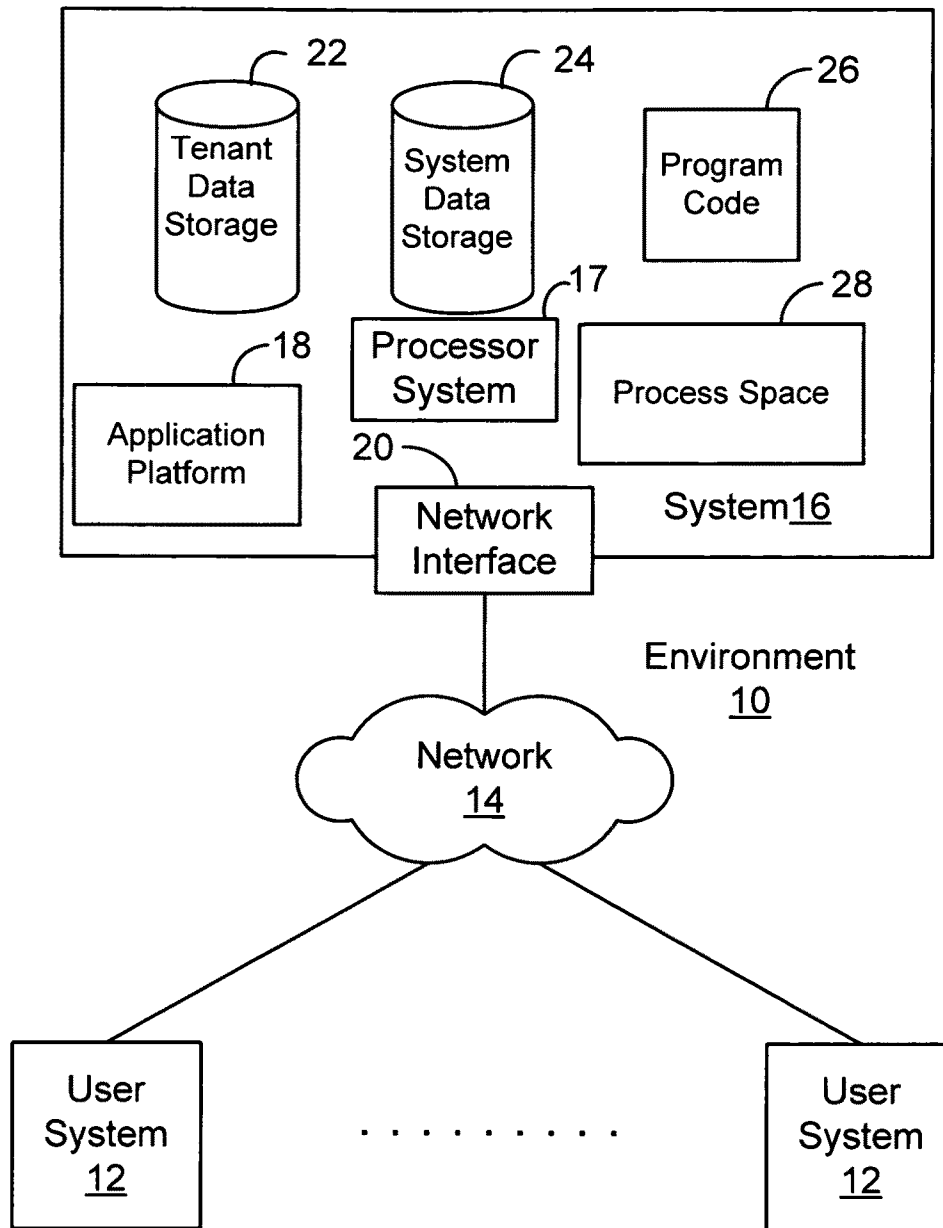 22
24
26
Tenant
Data
Storage
System
Data
Storage
Program
Code
17
28
18
Processor
System
Process Space
Application
Platform
20
Network
Interface
System16
Environment
10
Network
14
User
System
12
. . . . . . . . . .
User
System
12